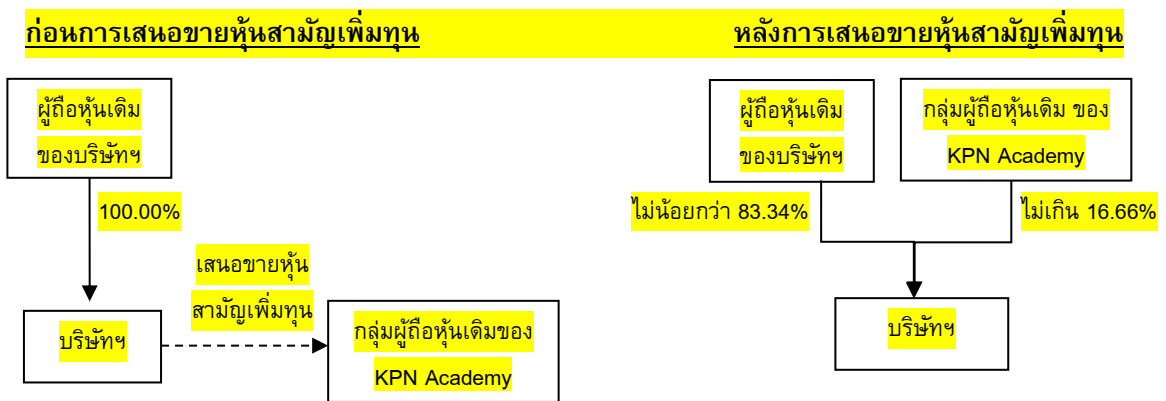 ก่อนการเสนอขายหุ้นสามัญเพิ่มทุน
ผู้ถือหุ้นเดิม
ของบริษัทฯ
100.00%
เสนอขายหุ้น
สามัญเพิ่มทุน
บริษัทฯ
กลุ่มผู้ถือหุ้นเดิมของ
KPN Academy
หลังการเสนอขายหุ้นสามัญเพิ่มทุน
ผู้ถือหุ้นเดิม
ของบริษัทฯ
กลุ่มผู้ถือหุ้นเดิม ของ
KPN Academy
ไม่น้อยกว่า 83.34%
ไม่เกิน 16.66%
บริษัทฯ